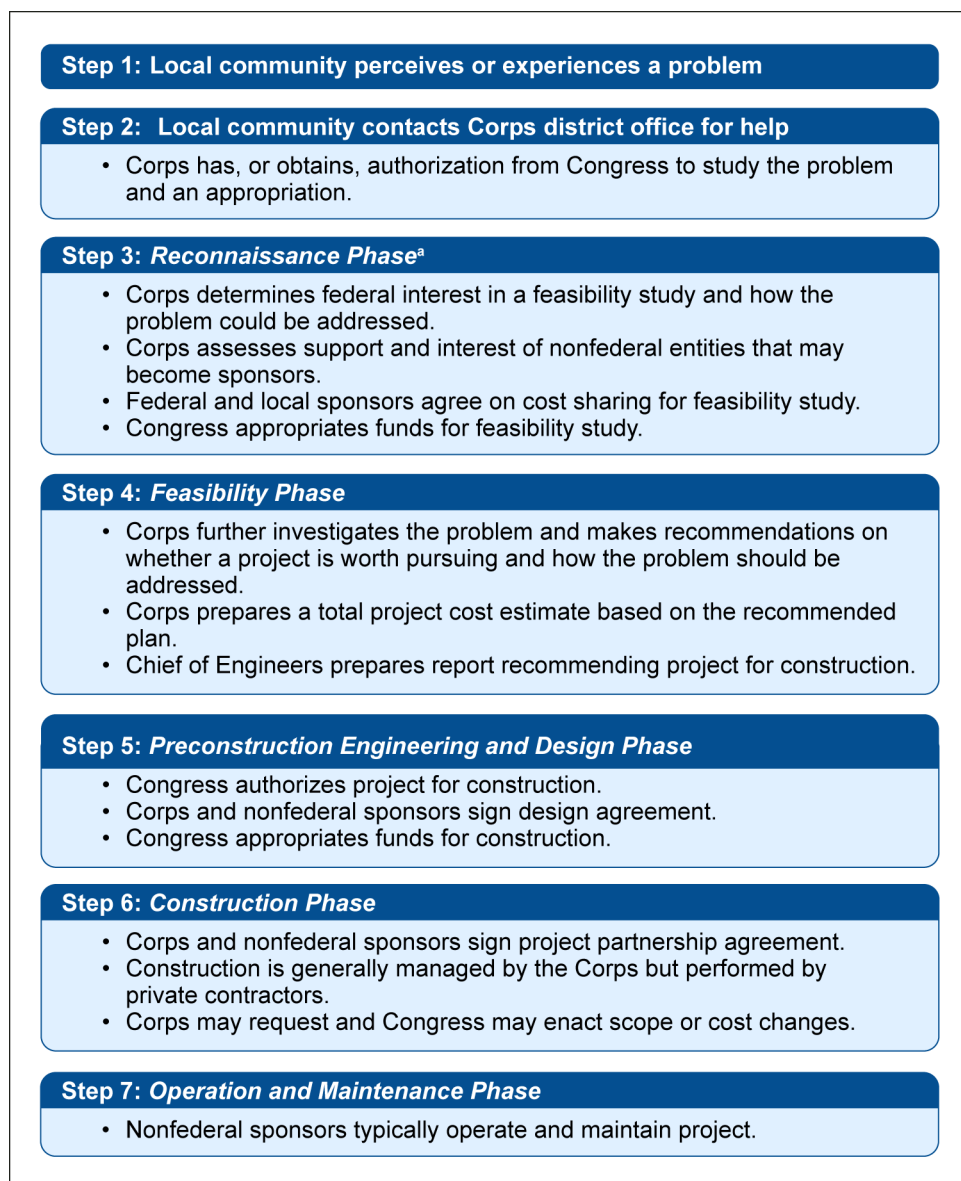 Step 1: Local community perceives or experiences a problem
Step 2: Local community contacts Corps district office for help
• Corps has, or obtains, authorization from Congress to study the problem
and an appropriation.
Step 3: Reconnaissance Phaseª
• Corps determines federal interest in a feasibility study and how the
problem could be addressed.
• Corps assesses support and interest of nonfederal entities that may
become sponsors.
• Federal and local sponsors agree on cost sharing for feasibility study.
• Congress appropriates funds for feasibility study.
Step 4: Feasibility Phase
• Corps further investigates the problem and makes recommendations on
whether a project is worth pursuing and how the problem should be
addressed.
• Corps prepares a total project cost estimate based on the recommended
plan.
• Chief of Engineers prepares report recommending project for construction.
Step 5: Preconstruction Engineering and Design Phase
• Congress authorizes project for construction.
• Corps and nonfederal sponsors sign design agreement.
• Congress appropriates funds for construction.
Step 6: Construction Phase
• Corps and nonfederal sponsors sign project partnership agreement.
• Construction is generally managed by the Corps but performed by
private contractors.
• Corps may request and Congress may enact scope or cost changes.
Step 7: Operation and Maintenance Phase
• Nonfederal sponsors typically operate and maintain project.